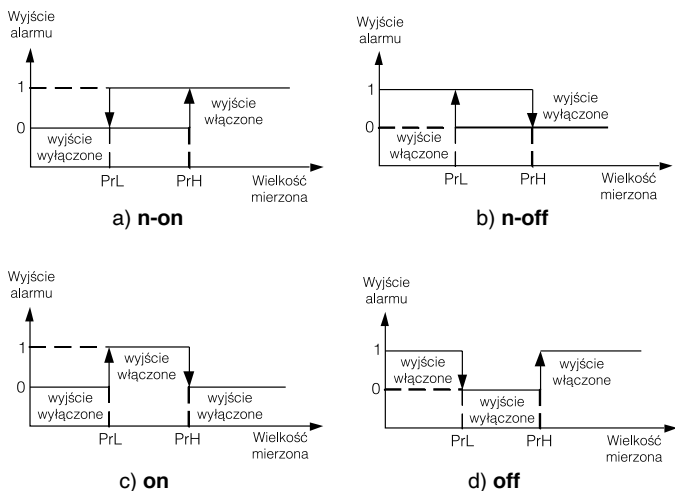 Wyjście
alarmu
1
0
wyjście
włączone
wyjście
wyłączone
PrL
PrH
Wielkość
mierzona
a) n-on
Wyjście
alarmu
1
0
wyjście
wyłączone
wyjście
włączone
PrL
PrH
Wielkość
mierzona
b) n-off
Wyjście
alarmu
1
0
wyjście
włączone
wyjście
wyłączone
wyjście
wyłączone
PrL
PrH
Wielkość
mierzona
c) on
Wyjście
alarmu
1
0
wyjście
włączone
wyjście
włączone
wyjście
wyłączone
PrL
PrH
Wielkość
mierzona
d) off